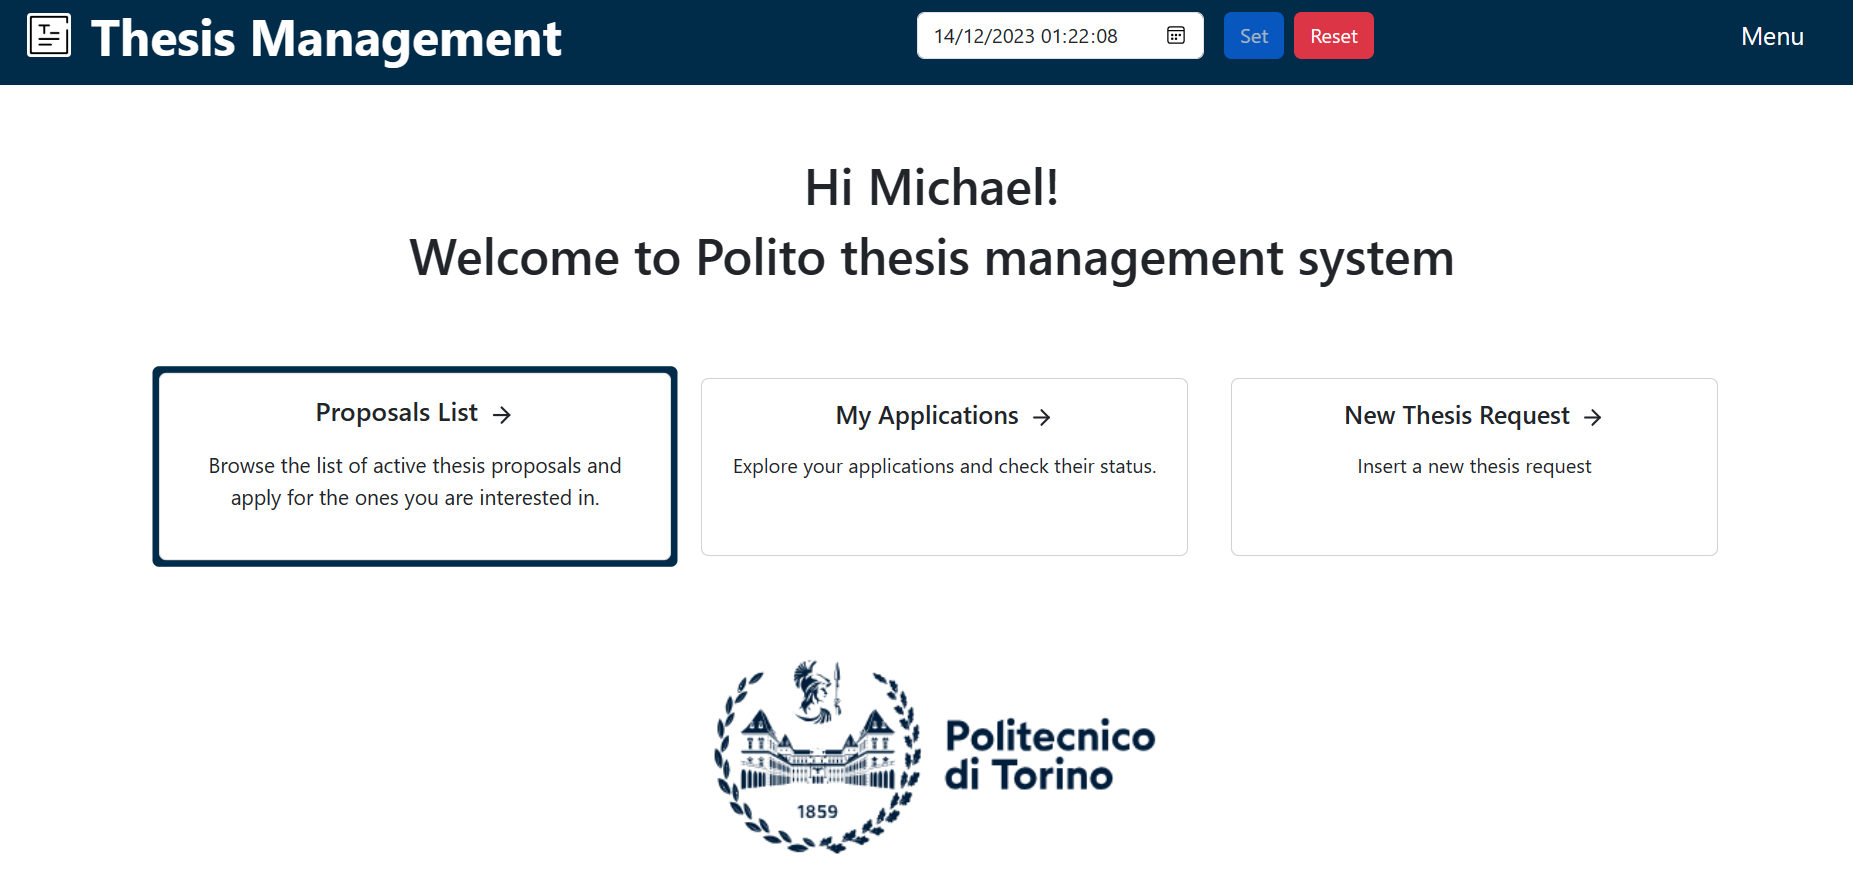 Thesis Management
14/12/2023 01:22:08
Set
Reset
Menu
Hi Michael!
Welcome to Polito thesis management system
Proposals List →
Browse the list of active thesis proposals and
apply for the ones you are interested in.
My Applications →
Explore your applications and check their status.
New Thesis Request →
Insert a new thesis request
1859
Politecnico
di Torino